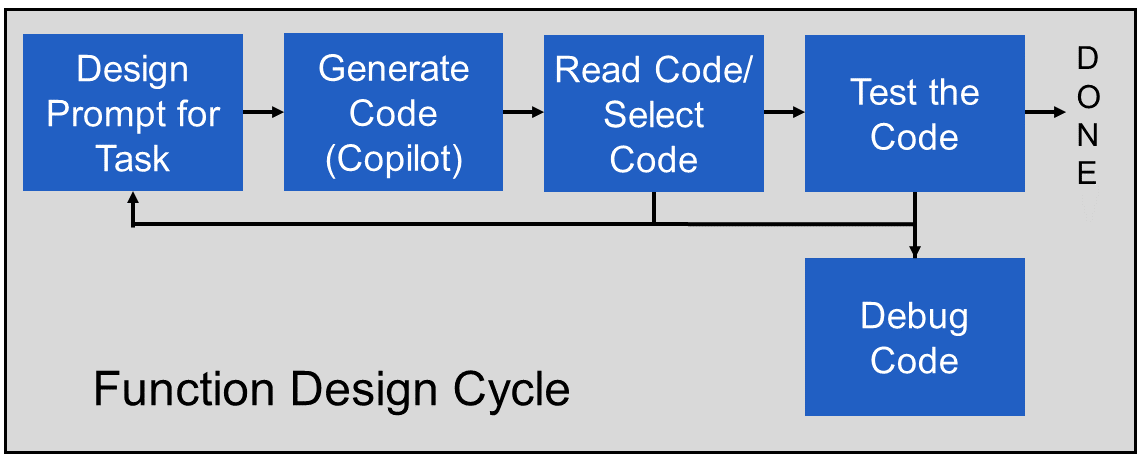 Design
Prompt for
Task
Generate
Code
(Copilot)
Read Code/
Select
Code
Test the
Code
D
O
N
E
Debug
Code
Function Design Cycle